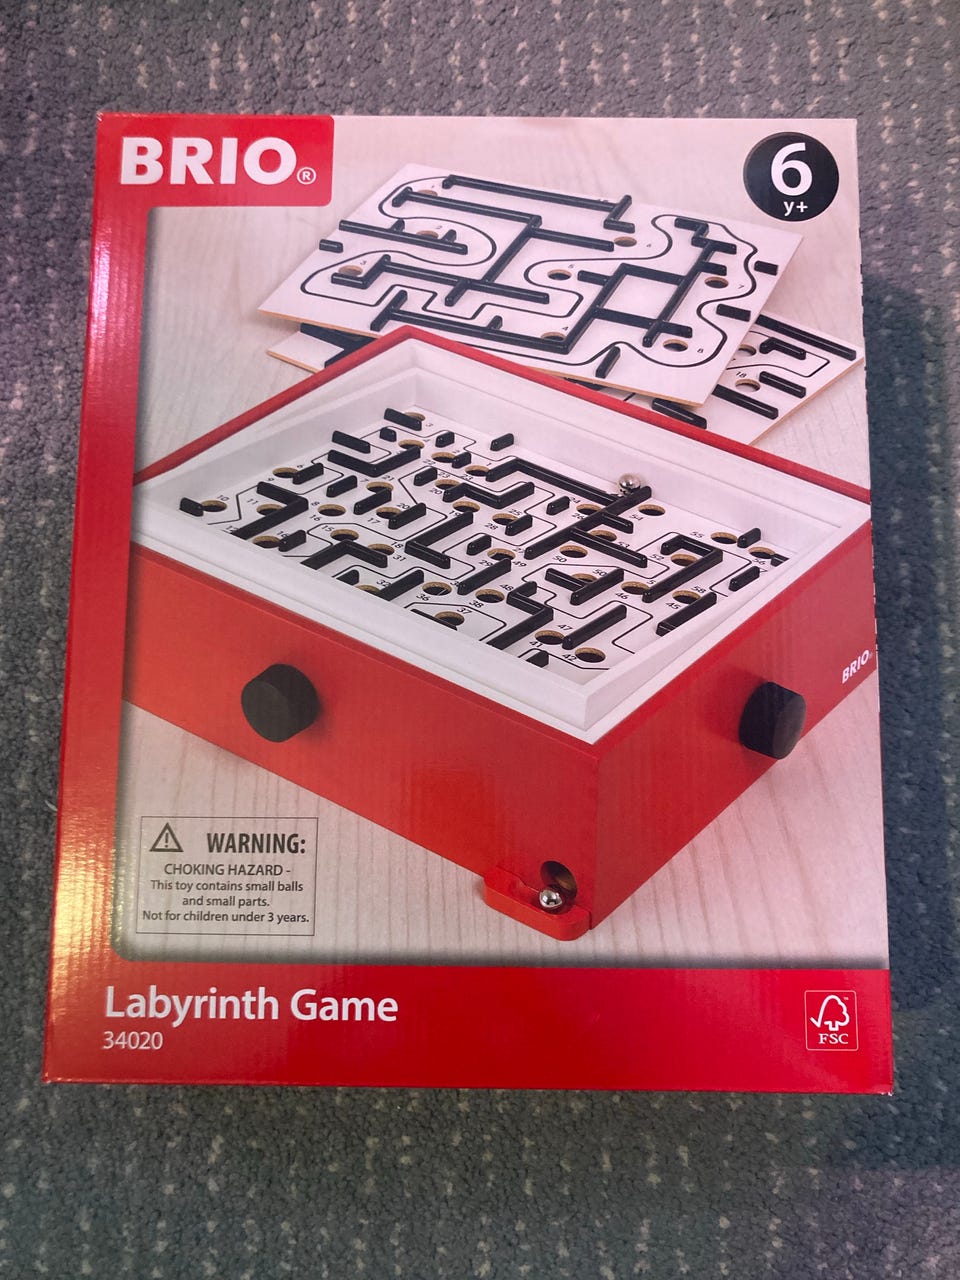 BRIO®
6
y+
BRIO®
WARNING:
CHOKING HAZARD -
This toy contains small balls
and small parts.
Not for children under 3 years.
Labyrinth Game
34020
FSC